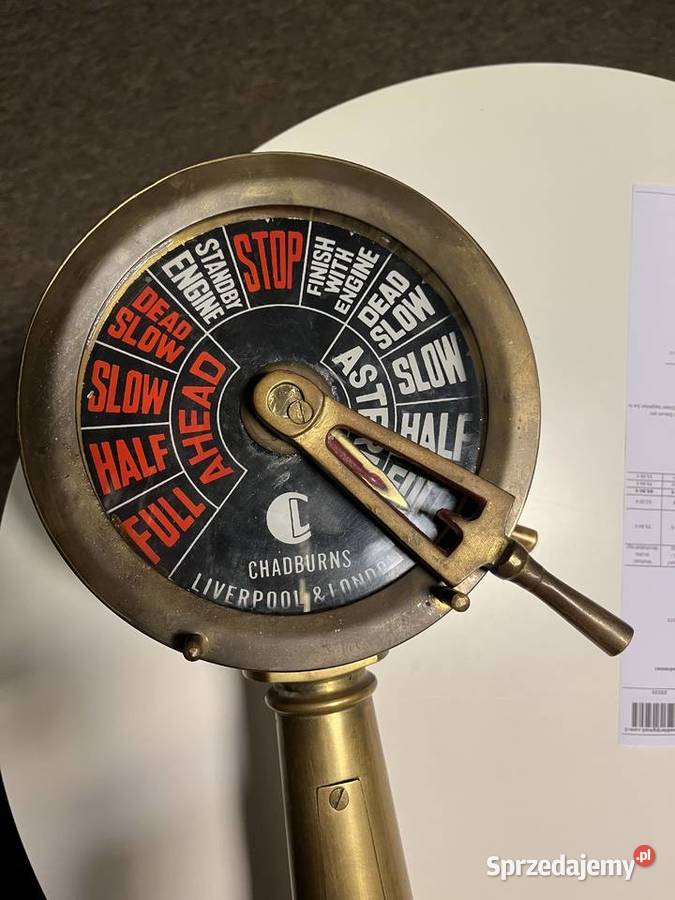 STOP
STANDBY
ENGINE
FINISH
WITH
ENGINE
DEAD
SLOW
DEAD
SLOW
SLOW
SLOW
HALF
HALF
FULL
AHEAD
CL
CHADBURNS
LIVERPOOL & LONDON
Sprzedajemy.pl